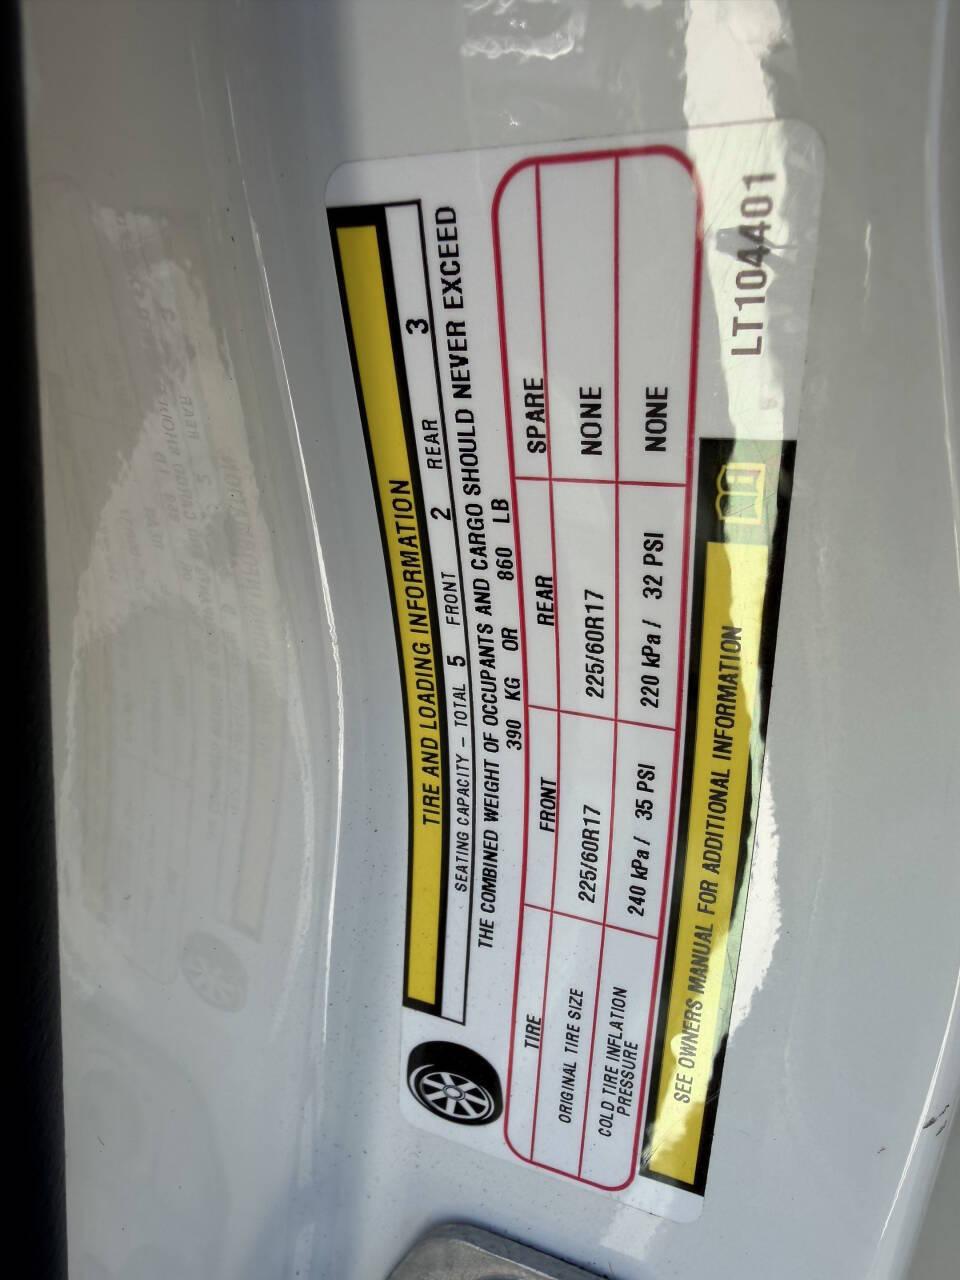 TIRE AND LOADING INFORMATION
SEATING CAPACITY – TOTAL 5 FRONT 2 REAR 3
THE COMBINED WEIGHT OF OCCUPANTS AND CARGO SHOULD NEVER EXCEED
390 KG OR 860 LB
TIRE FRONT REAR SPARE
ORIGINAL TIRE SIZE 225/60R17 225/60R17 NONE
COLD TIRE INFLATION PRESSURE 240 kPa / 35 PSI 220 kPa / 32 PSI NONE
SEE OWNERS MANUAL FOR ADDITIONAL INFORMATION
LT104401